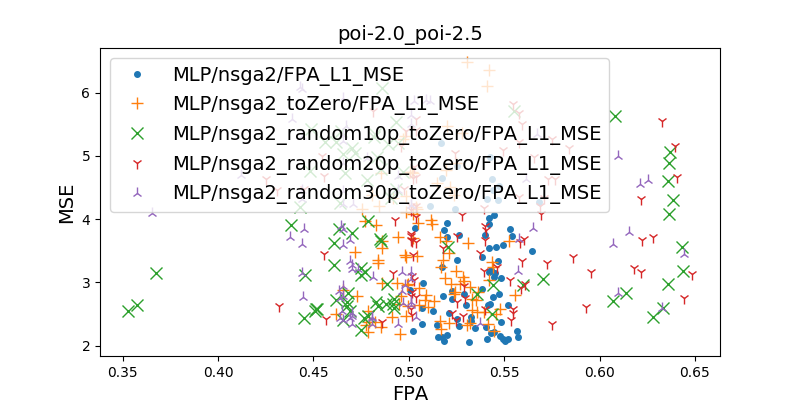 poi-2.0_poi-2.5
MLP/nsga2/FPA_L1_MSE
MLP/nsga2_toZero/FPA_L1_MSE
MLP/nsga2_random10p_toZero/FPA_L1_MSE
MLP/nsga2_random20p_toZero/FPA_L1_MSE
MLP/nsga2_random30p_toZero/FPA_L1_MSE
MSE
6
5
4
3
2
0.35 0.40 0.45 0.50 0.55 0.60 0.65
FPA